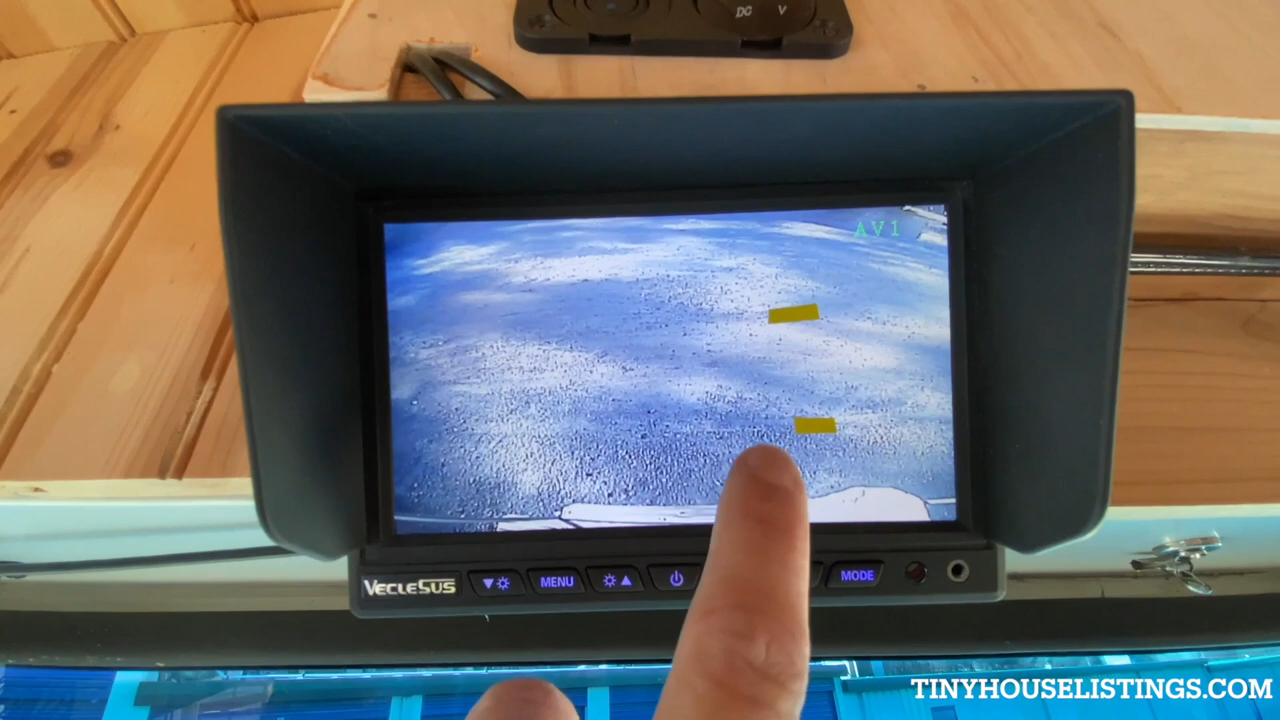 DC V
AV1
VECLESUS
MENU
MODE
TINYHOUSELISTINGS.COM